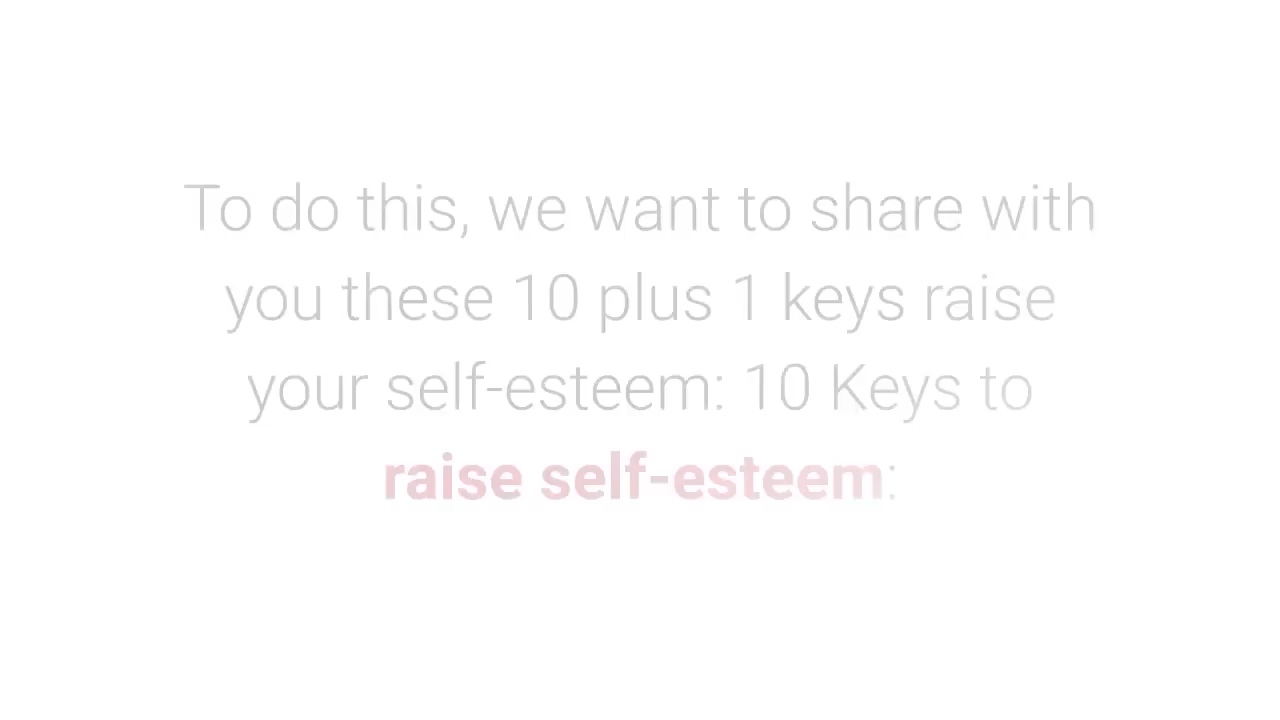 To do this, we want to share with
you these 10 plus 1 keys raise
your self-esteem: 10 Keys to
raise self-esteem: